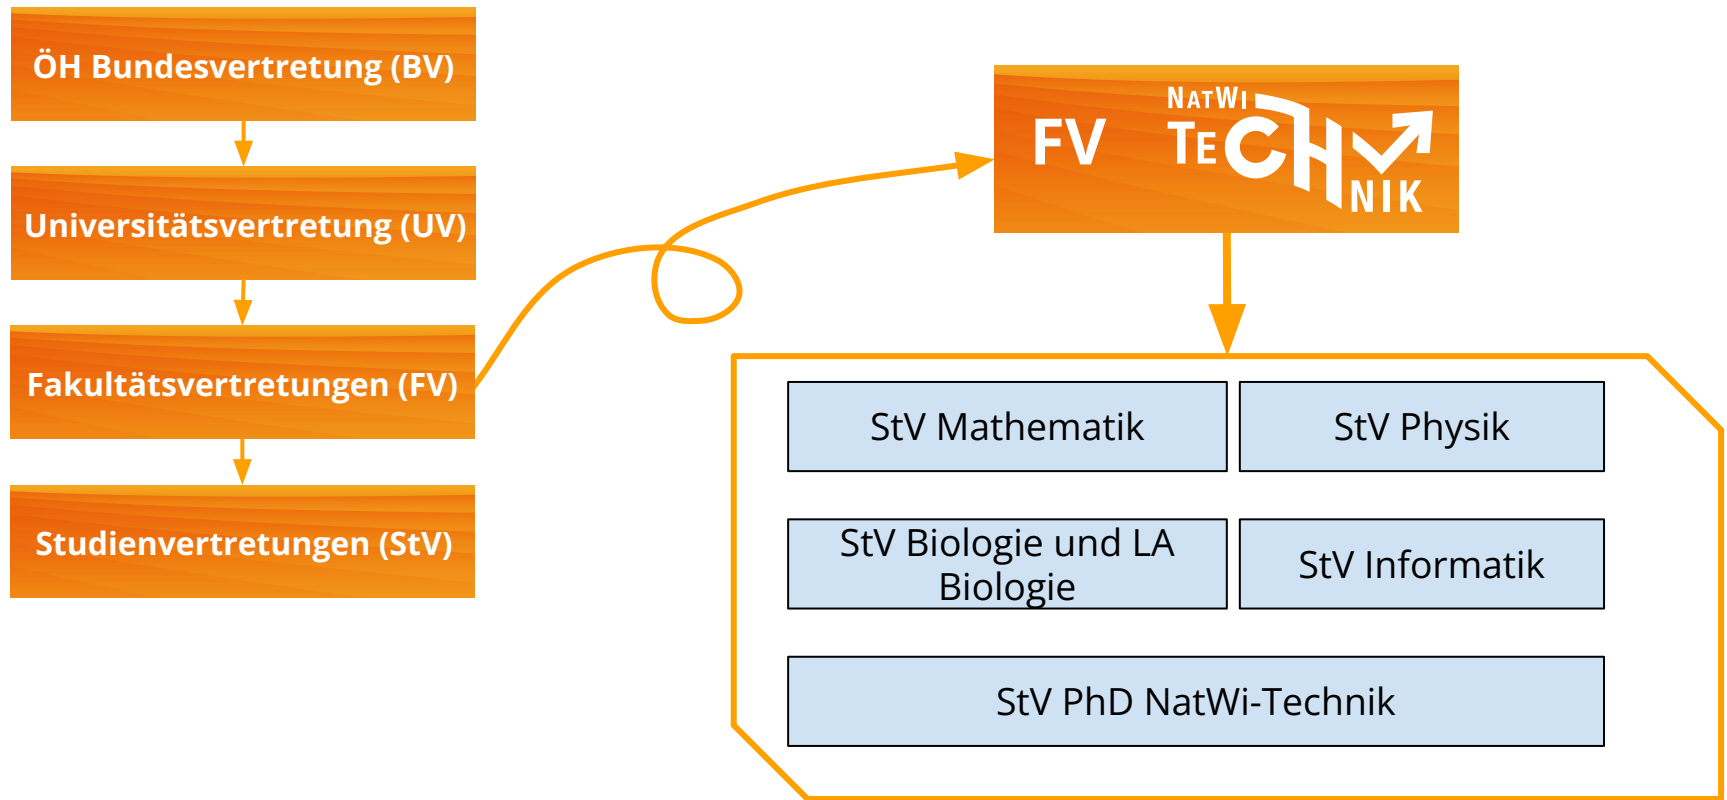 ÖH Bundesvertretung (BV)
Universitätsvertretung (UV)
Fakultätsvertretungen (FV)
Studienvertretungen (StV)
FV
NATWI
TECHNIK
StV Mathematik
StV Physik
StV Biologie und LA
Biologie
StV Informatik
StV PhD NatWi-Technik